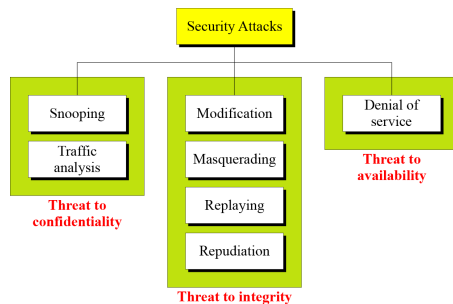 Security Attacks
Snooping
Traffic
analysis
Threat to
confidentiality
Modification
Masquerading
Replaying
Repudiation
Threat to integrity
Denial of
service
Threat to
availability